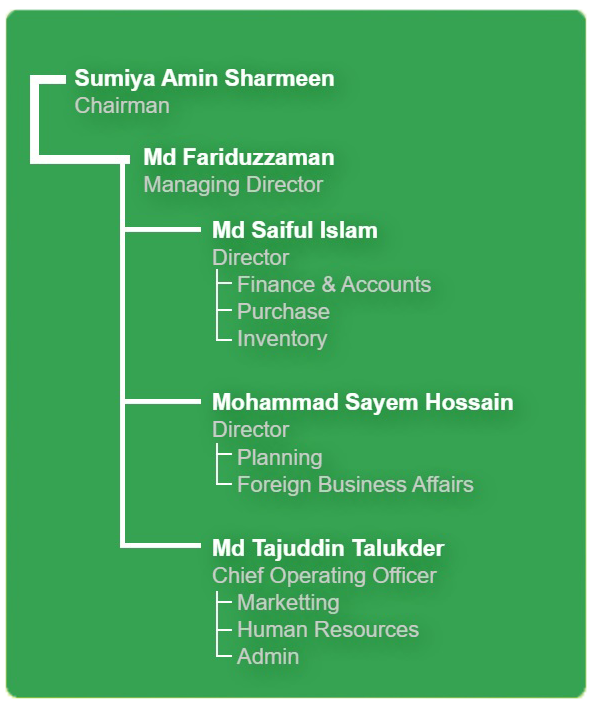 Sumiya Amin Sharmeen
Chairman
Md Fariduzzaman
Managing Director
Md Saiful Islam
Director
Finance & Accounts
Purchase
Inventory
Mohammad Sayem Hossain
Director
Planning
Foreign Business Affairs
Md Tajuddin Talukder
Chief Operating Officer
Marketting
Human Resources
Admin